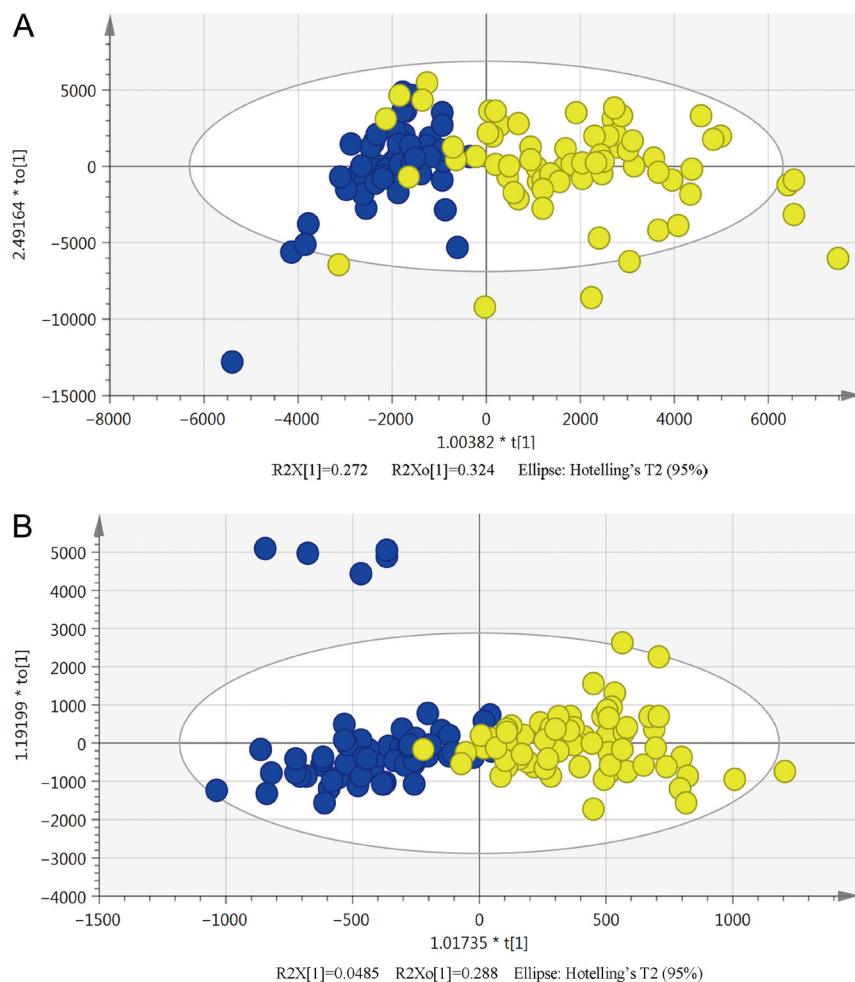 A
5000
0
−5000
−10000
−15000
2.49164 * to[1]
−8000 −6000 −4000 −2000 0 2000 4000 6000
1.00382 * t[1]
R2X[1]=0.272 R2Xo[1]=0.324 Ellipse: Hotelling's T2 (95%)
B
5000
4000
3000
2000
1000
0
−1000
−2000
−3000
−4000
1.19199 * to[1]
−1500 −1000 −500 0 500 1000
1.01735 * t[1]
R2X[1]=0.0485 R2Xo[1]=0.288 Ellipse: Hotelling's T2 (95%)